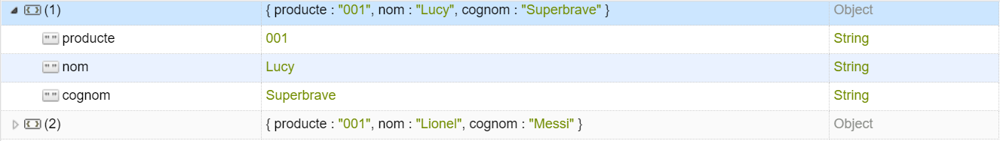 (1) { producte : "001", nom : "Lucy", cognom : "Superbrave" } Object
producte 001 String
nom Lucy String
cognom Superbrave String
(2) { producte : "001", nom : "Lionel", cognom : "Messi" } Object